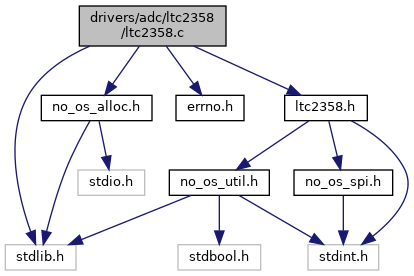 drivers/adc/ltc2358
/ltc2358.c
no_os_alloc.h
errno.h
ltc2358.h
stdio.h
no_os_util.h
no_os_spi.h
stdlib.h
stdbool.h
stdint.h